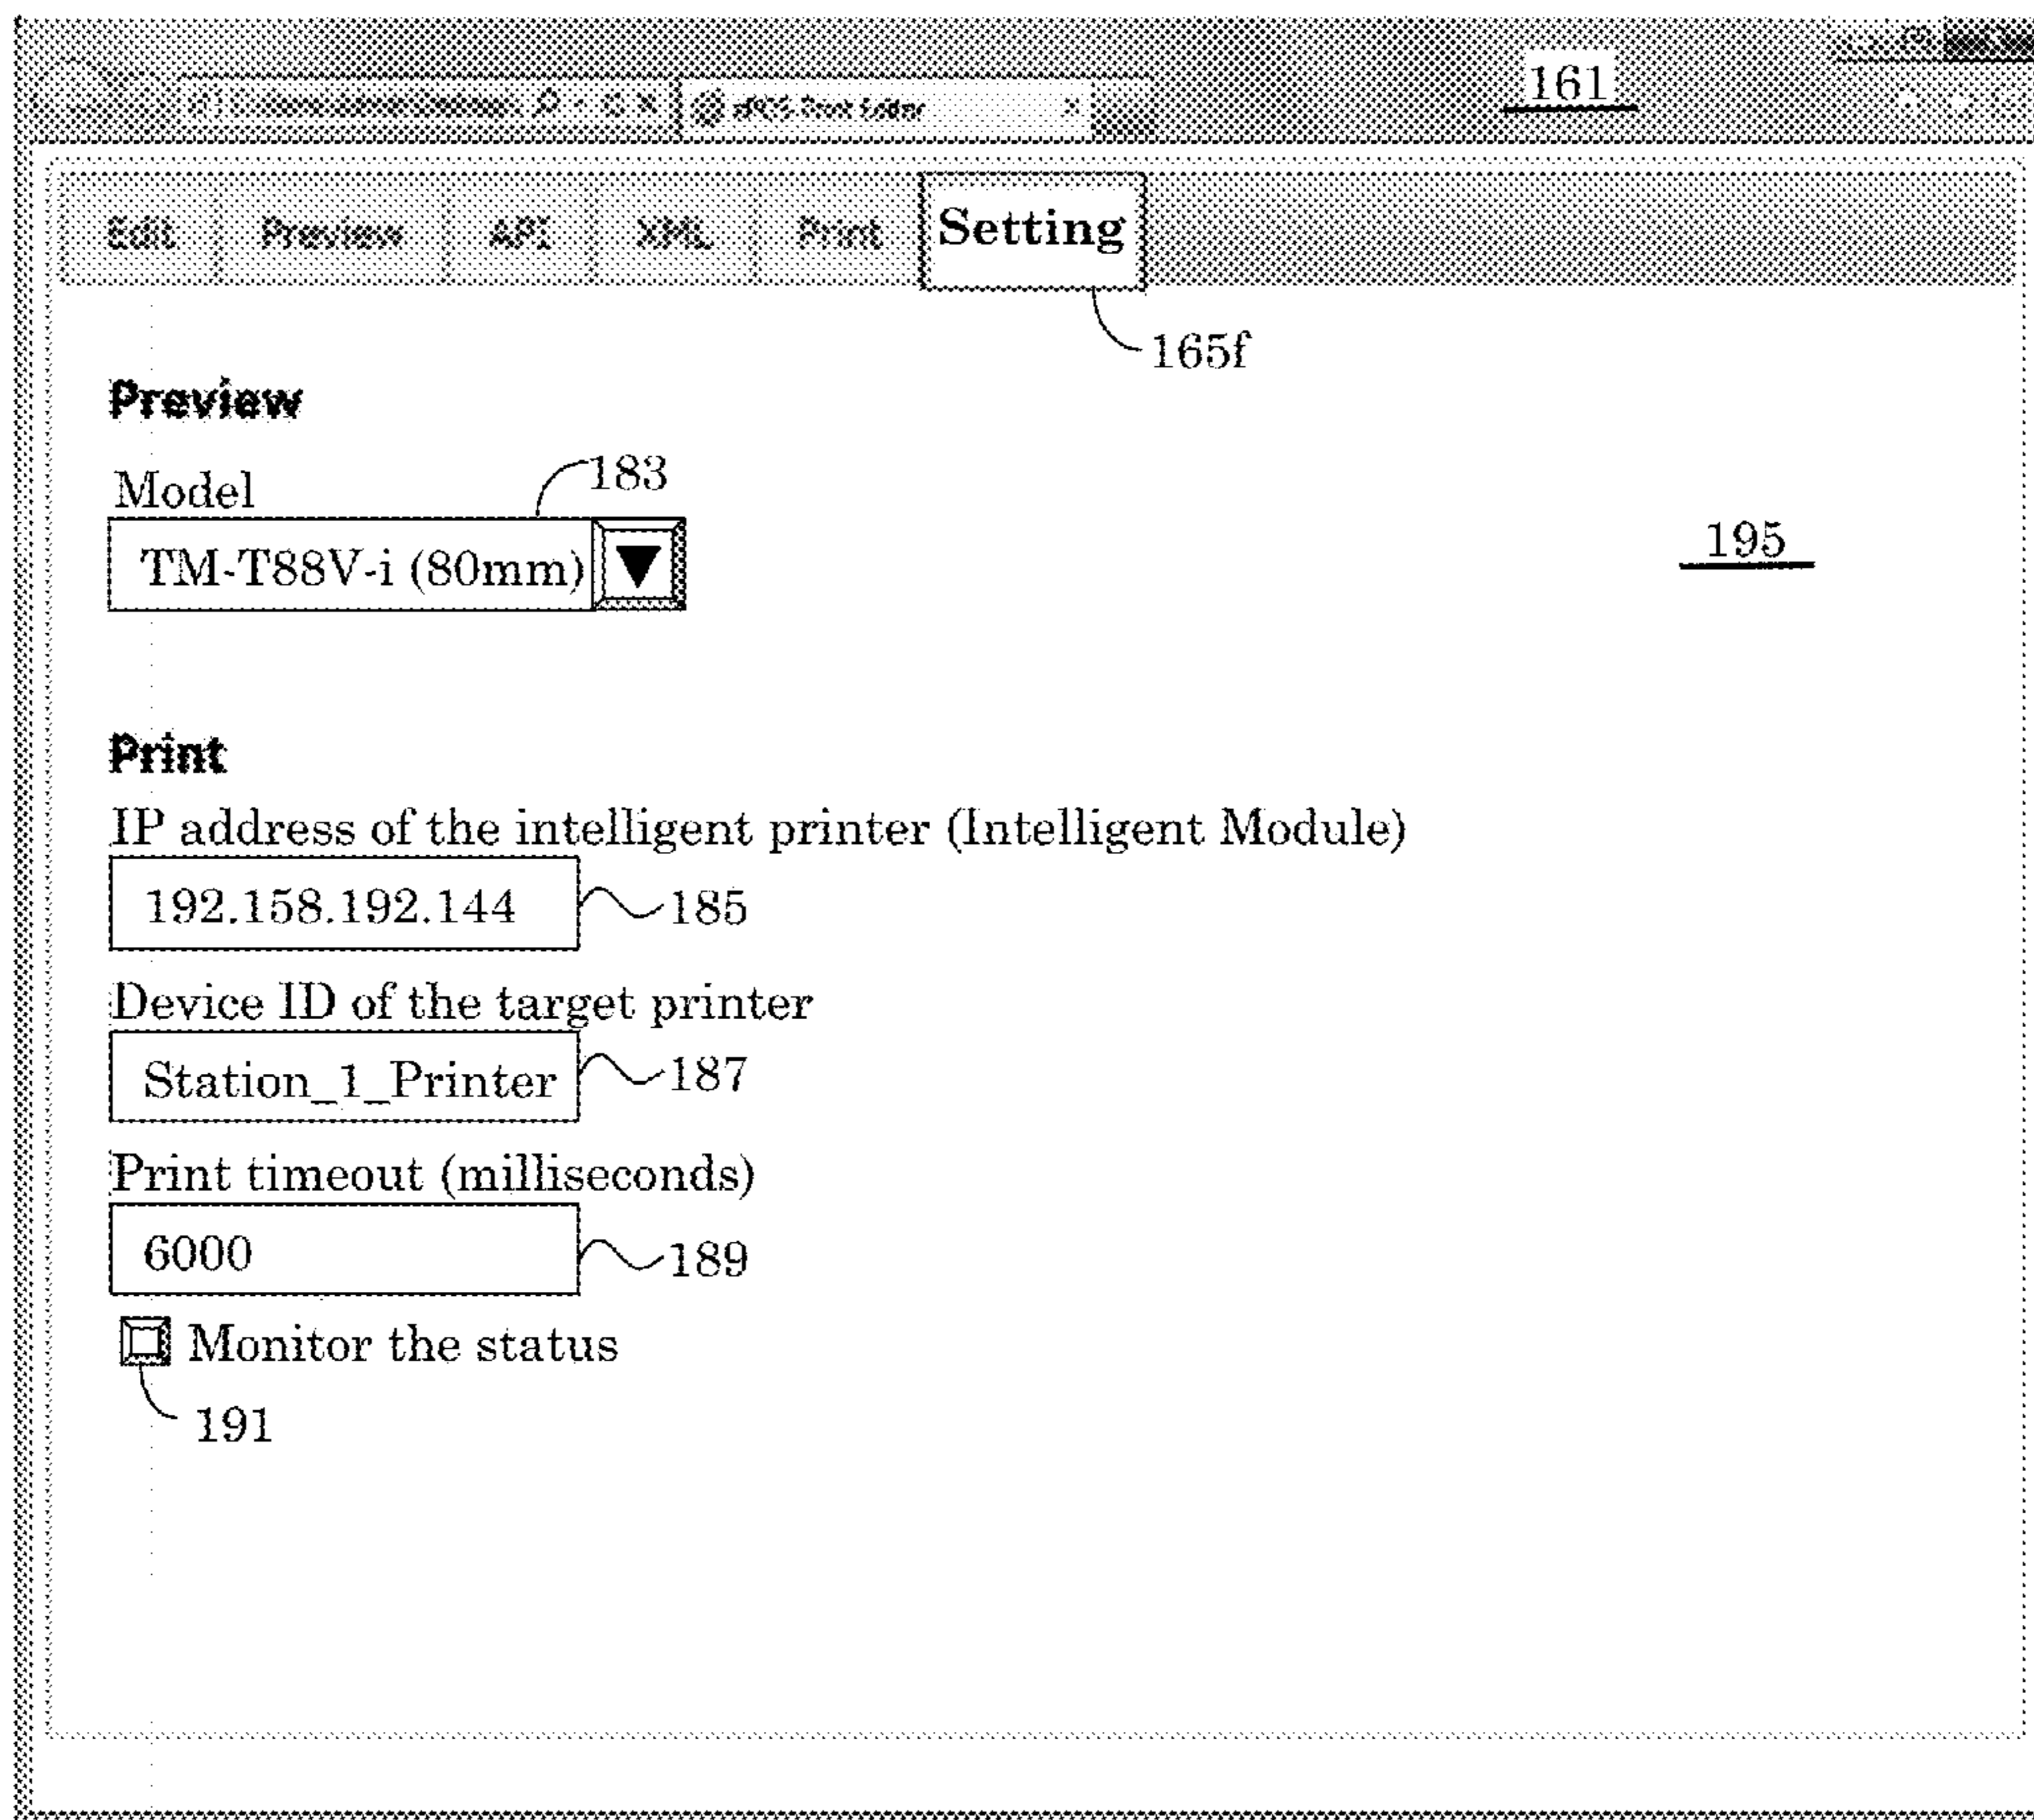 161
Edit Preview API XML Print Setting
165f
Preview
Model
183
TM-T88V-i (80mm)
195
Print
IP address of the intelligent printer (Intelligent Module)
192.158.192.144
185
Device ID of the target printer
Station_1_Printer
187
Print timeout (milliseconds)
6000
189
Monitor the status
191